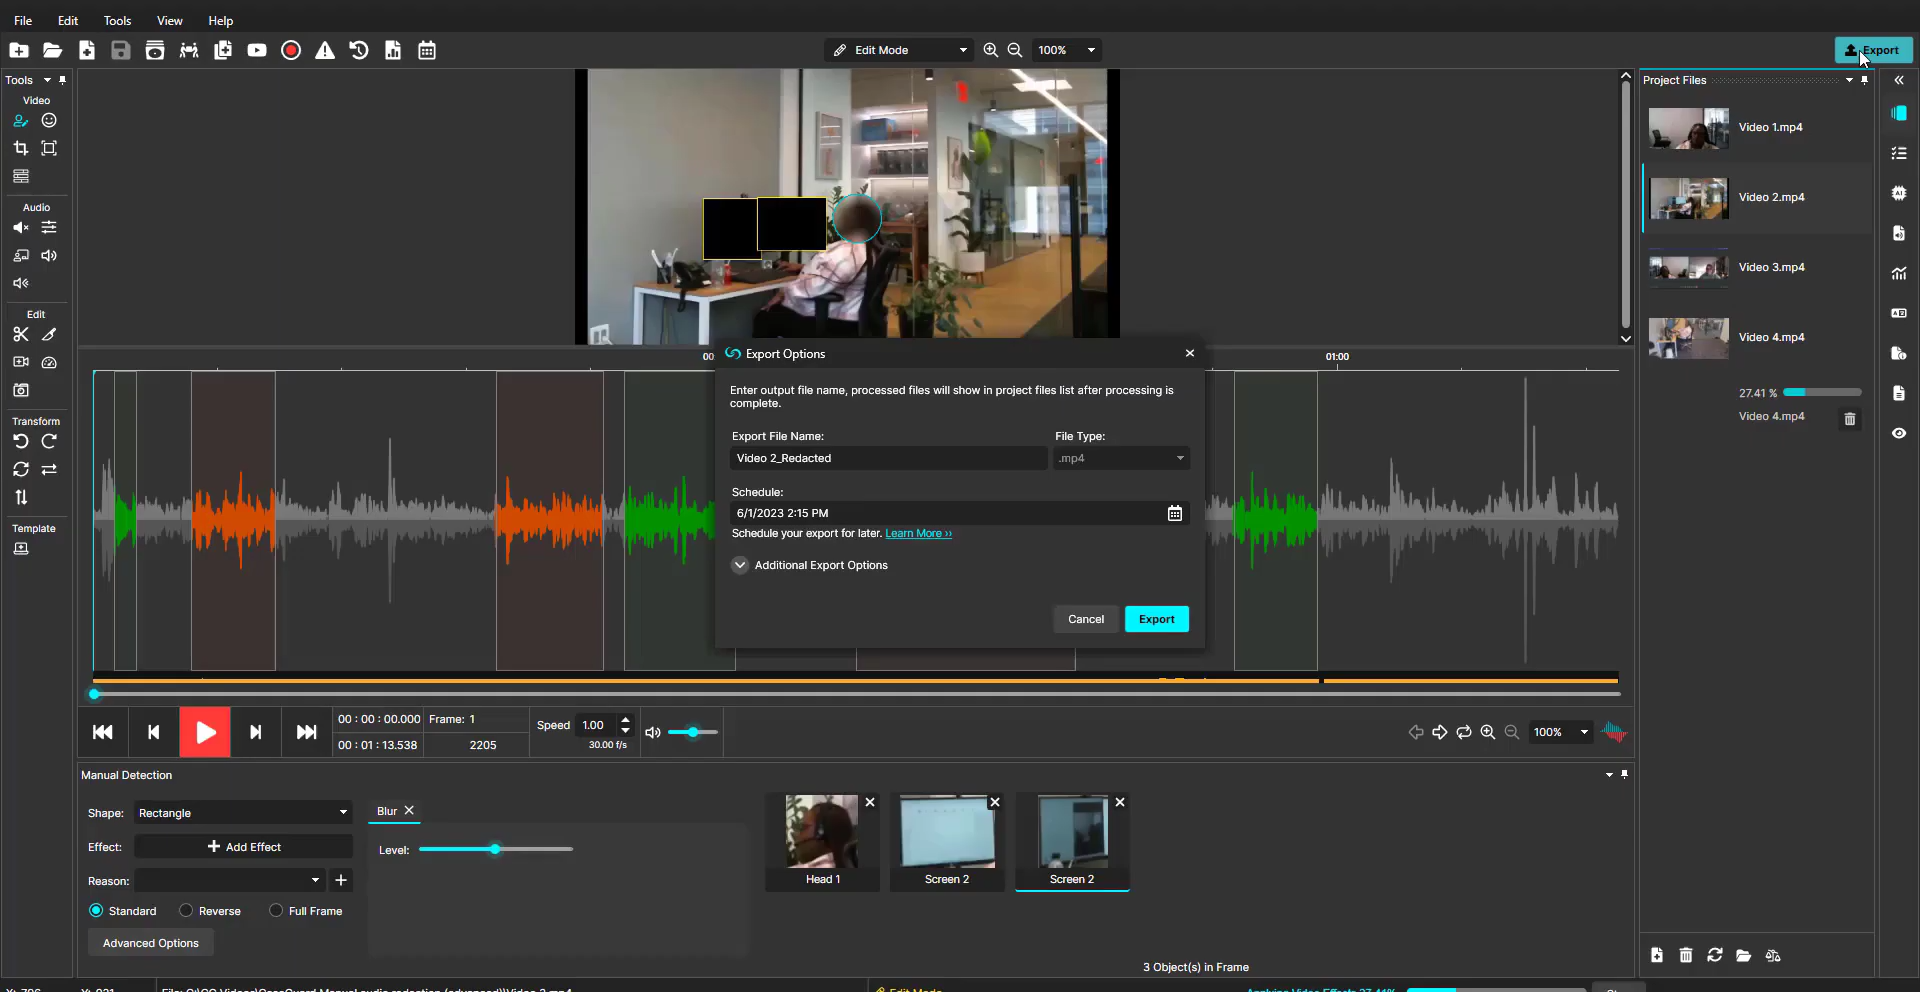 File Edit Tools View Help
Edit Mode 100% Export
Tools
Video
Audio
Edit
Transform
Template
Project Files
Video 1.mp4
Video 2.mp4
Video 3.mp4
Video 4.mp4
27.41 %
Video 4.mp4
00
01:00
Export Options
Enter output file name, processed files will show in project files list after processing is
complete.
Export File Name: File Type:
Video 2_Redacted .mp4
Schedule:
6/1/2023 2:15 PM
Schedule your export for later. Learn More ››
Additional Export Options
Cancel Export
00 : 00 : 00.000 Frame: 1 Speed 1.00
00 : 01 : 13.538 2205 30.00 f/s
100%
Manual Detection
Shape: Rectangle
Effect: + Add Effect
Reason:
Standard Reverse Full Frame
Advanced Options
Blur
Level:
Head 1 Screen 2 Screen 2
3 Object(s) in Frame
Edit Mode
Applying Video Effects 27.41%